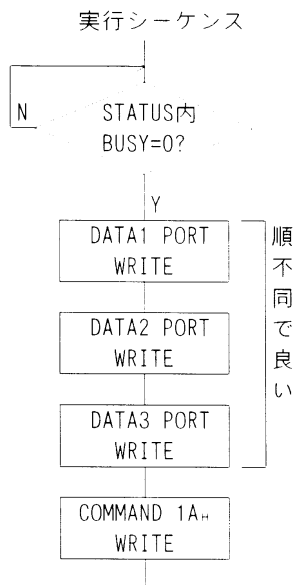 実行シーケンス
N
STATUS内
BUSY=0?
Y
DATA1 PORT
WRITE
DATA2 PORT
WRITE
DATA3 PORT
WRITE
順不同で良い
COMMAND 1AH
WRITE